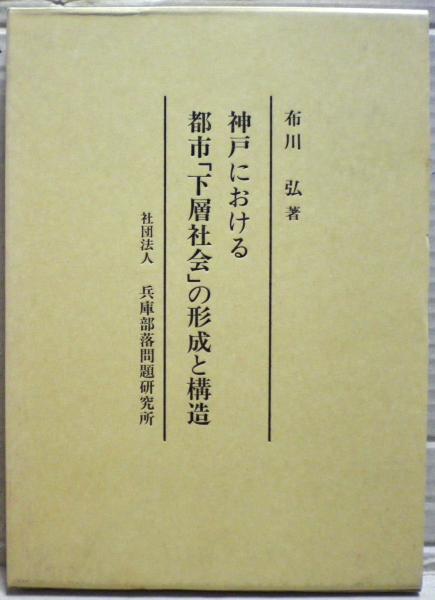 布川 弘 著
神戸における
都市「下層社会」の形成と構造
社団法人 兵庫部落問題研究所